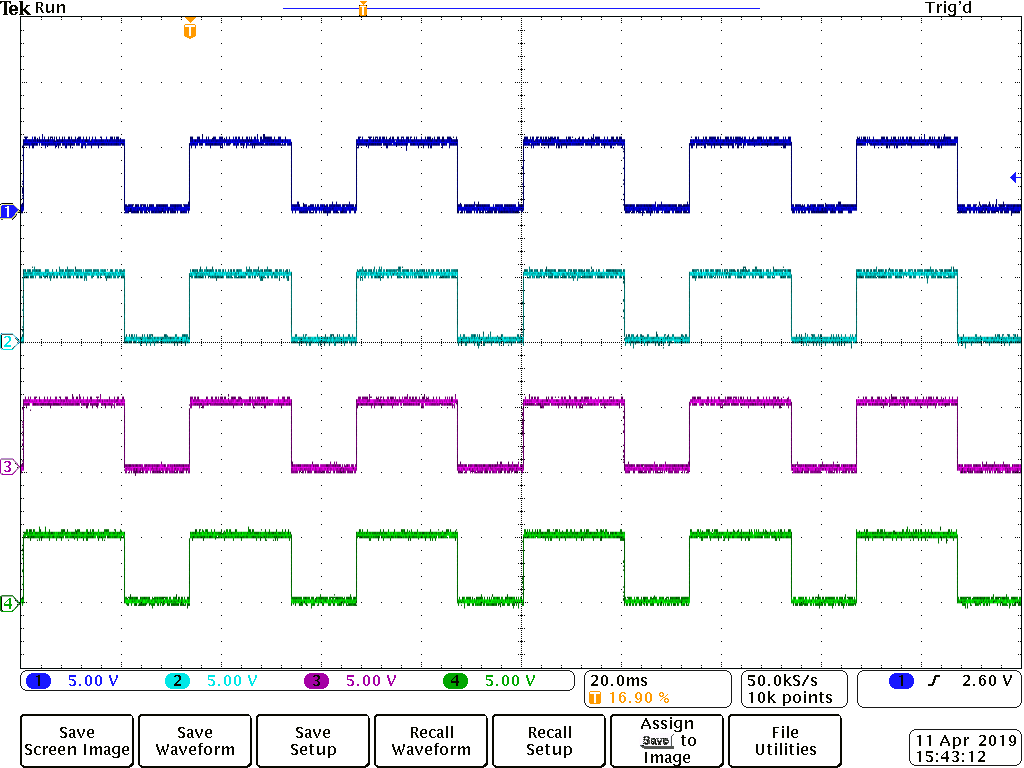 Tek Run Trig'd
T
T
1
2
3
4
1 5.00 V 2 5.00 V 3 5.00 V 4 5.00 V
20.0ms
T 16.90 %
50.0kS/s
10k points
1 2.60 V
Save
Screen Image
Save
Waveform
Save
Setup
Recall
Waveform
Recall
Setup
Assign
Save to
Image
File
Utilities
11 Apr 2019
15:43:12